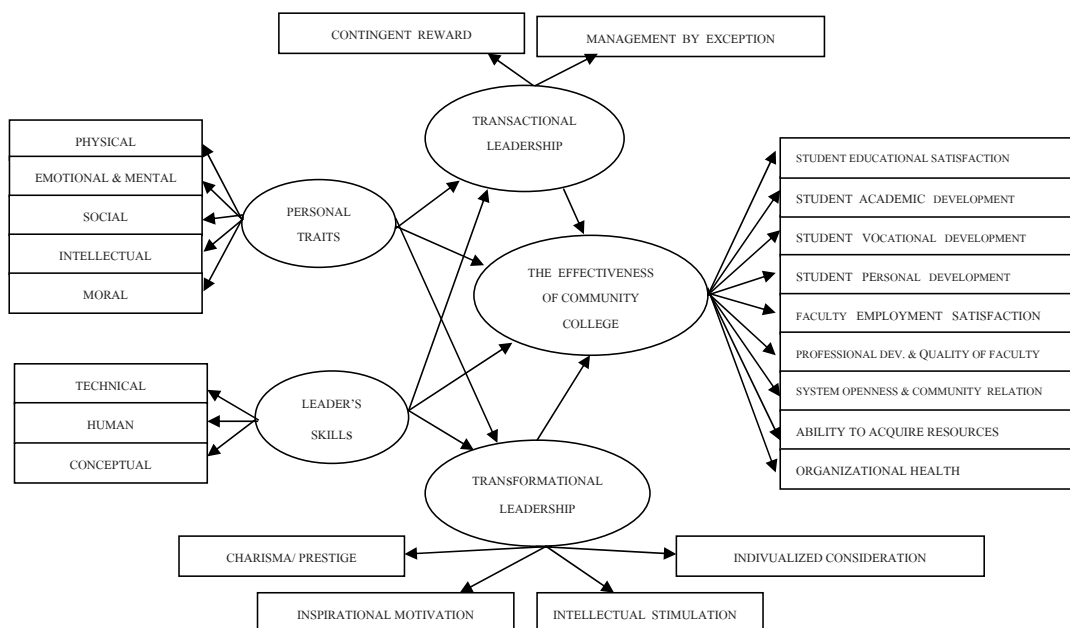 CONTINGENT REWARD
MANAGEMENT BY EXCEPTION
TRANSACTIONAL
LEADERSHIP
PHYSICAL
EMOTIONAL & MENTAL
SOCIAL
INTELLECTUAL
MORAL
PERSONAL
TRAITS
THE EFFECTIVENESS
OF COMMUNITY
COLLEGE
STUDENT EDUCATIONAL SATISFACTION
STUDENT ACADEMIC DEVELOPMENT
STUDENT VOCATIONAL DEVELOPMENT
STUDENT PERSONAL DEVELOPMENT
FACULTY EMPLOYMENT SATISFACTION
PROFESSIONAL DEV. & QUALITY OF FACULTY
SYSTEM OPENNESS & COMMUNITY RELATION
ABILITY TO ACQUIRE RESOURCES
ORGANIZATIONAL HEALTH
TECHNICAL
HUMAN
CONCEPTUAL
LEADER'S
SKILLS
TRANSFORMATIONAL
LEADERSHIP
CHARISMA/ PRESTIGE
INDIVUALIZED CONSIDERATION
INSPIRATIONAL MOTIVATION
INTELLECTUAL STIMULATION